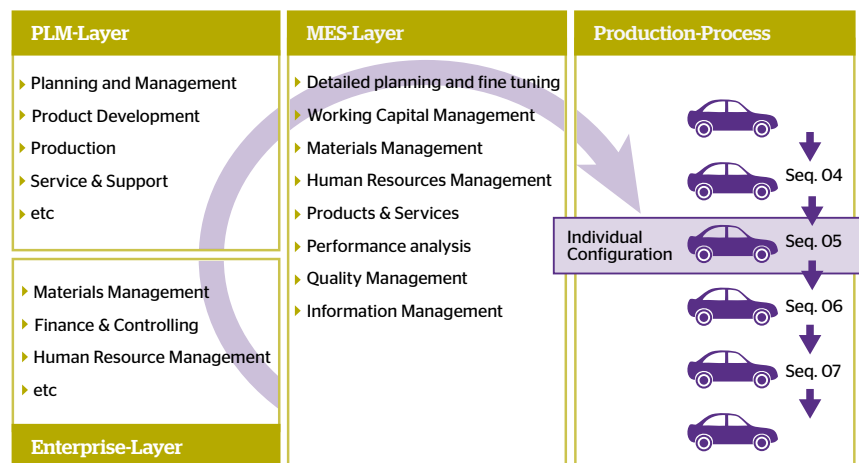 PLM-Layer
Planning and Management
Product Development
Production
Service & Support
etc
Materials Management
Finance & Controlling
Human Resource Management
etc
Enterprise-Layer
MES-Layer
Detailed planning and fine tuning
Working Capital Management
Materials Management
Human Resources Management
Products & Services
Performance analysis
Quality Management
Information Management
Production-Process
Seq. 04
Individual
Configuration
Seq. 05
Seq. 06
Seq. 07